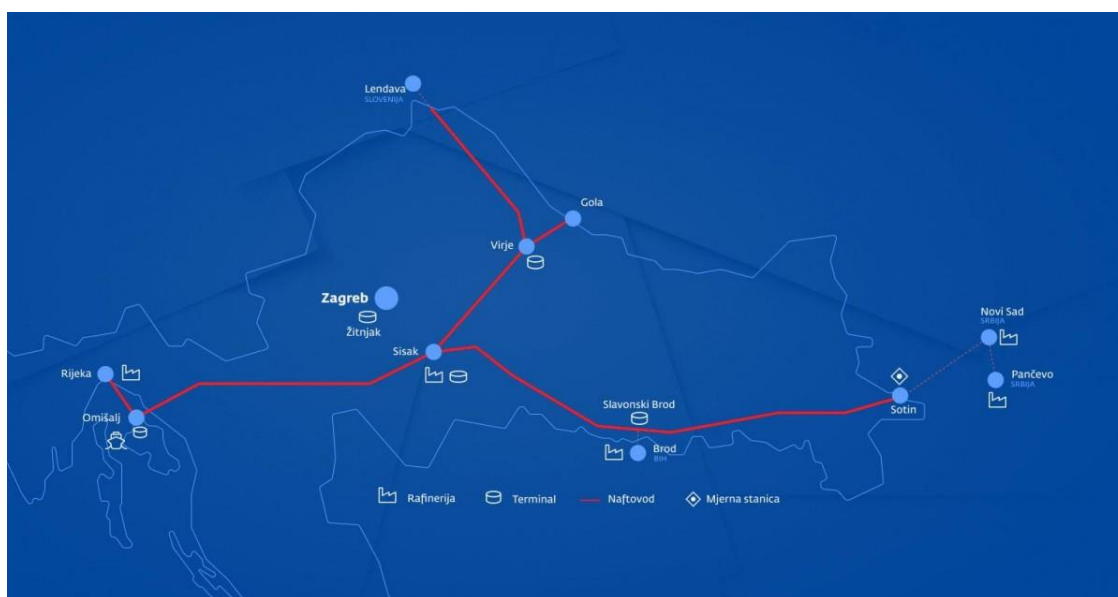 Lendava
SLOVENIJA
Gola
Virje
Zagreb
Žitnjak
Sisak
Rijeka
Omišalj
Slavonski Brod
Brod
BIH
Sotin
Novi Sad
SRBIJA
Pančevo
SRBIJA
Rafinerija
Terminal
Naftovod
Mjerna stanica